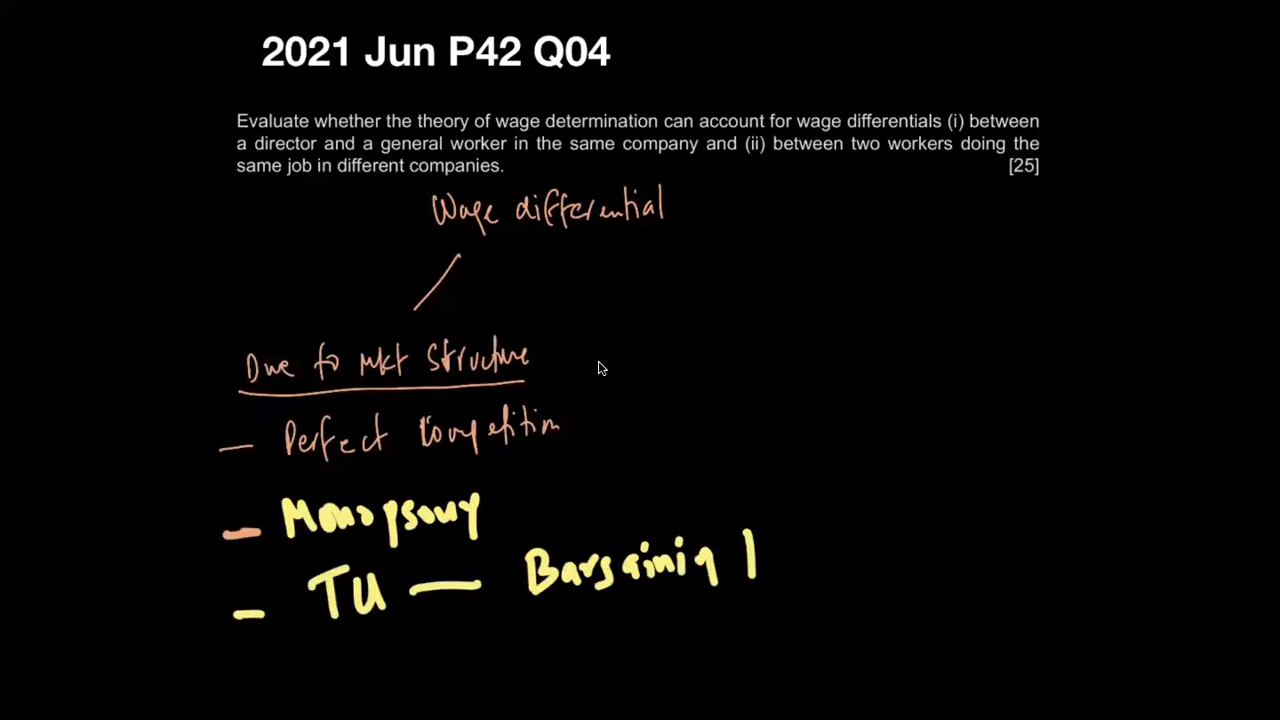 2021 Jun P42 Q04
Evaluate whether the theory of wage determination can account for wage differentials (i) between
a director and a general worker in the same company and (ii) between two workers doing the
same job in different companies. [25]
Wage differential
Due to Mkt Structure
— Perfect Competition
— Monopsony
— TU — Bargaining